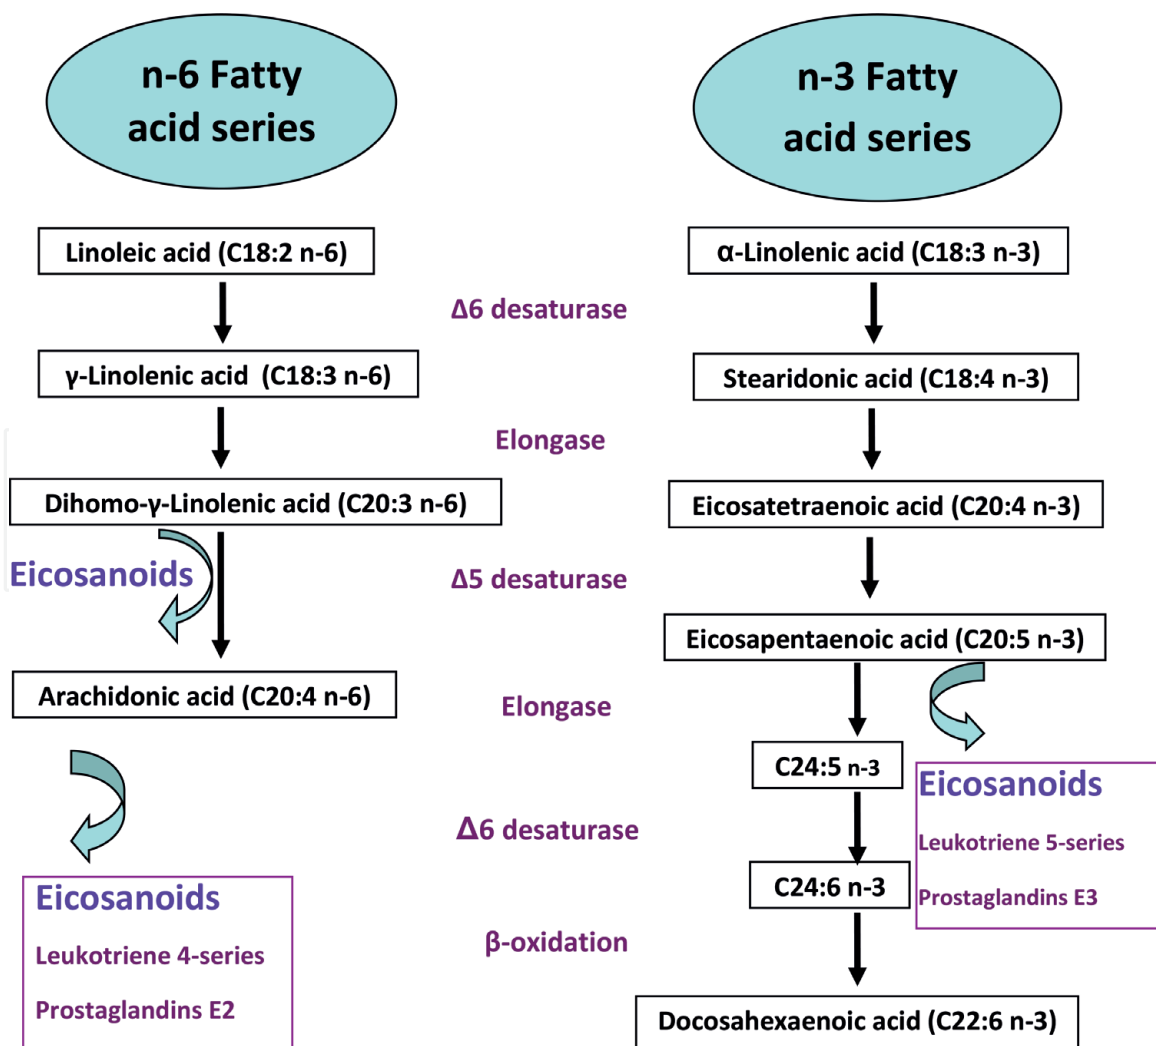 n-6 Fatty
acid series
n-3 Fatty
acid series
Linoleic acid (C18:2 n-6)
α-Linolenic acid (C18:3 n-3)
Δ6 desaturase
γ-Linolenic acid (C18:3 n-6)
Stearidonic acid (C18:4 n-3)
Elongase
Dihomo-γ-Linolenic acid (C20:3 n-6)
Eicosatetraenoic acid (C20:4 n-3)
Eicosanoids
Δ5 desaturase
Eicosapentaenoic acid (C20:5 n-3)
Arachidonic acid (C20:4 n-6)
Elongase
C24:5 n-3
Eicosanoids
Leukotriene 5-series
Prostaglandins E3
Δ6 desaturase
C24:6 n-3
Eicosanoids
Leukotriene 4-series
Prostaglandins E2
β-oxidation
Docosahexaenoic acid (C22:6 n-3)